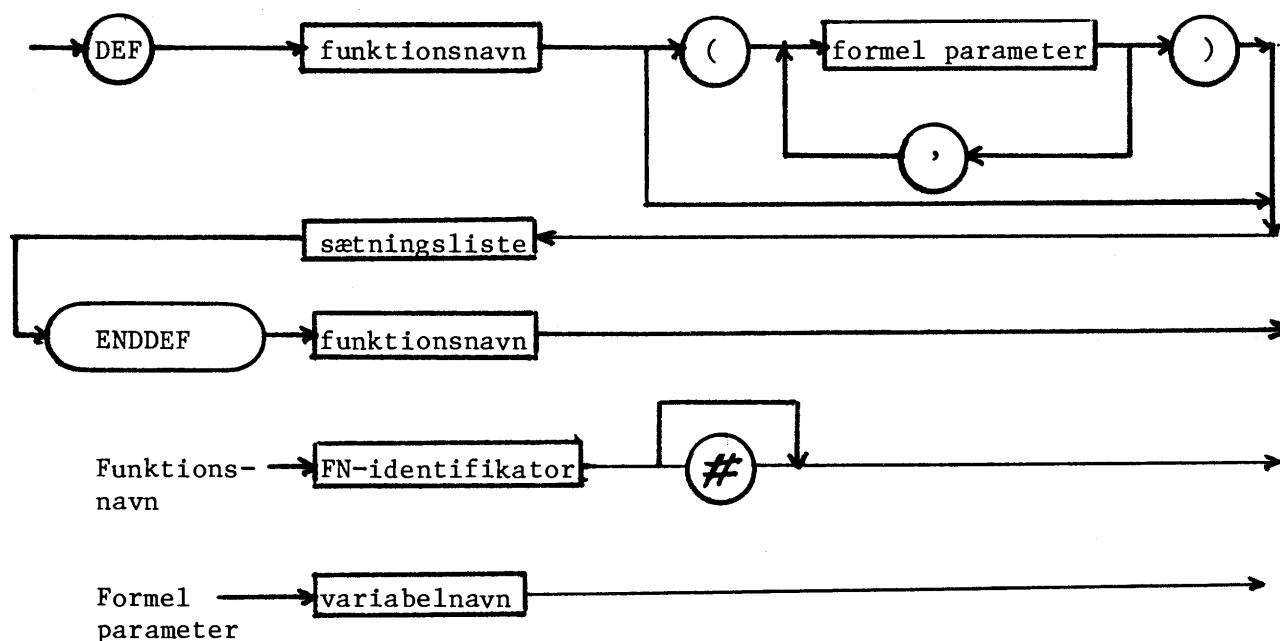 DEF funktionsnavn ( formel parameter )
,
sætningsliste
ENDDEF funktionsnavn
Funktions- FN-identifikator #
navn
Formel variabelnavn
parameter